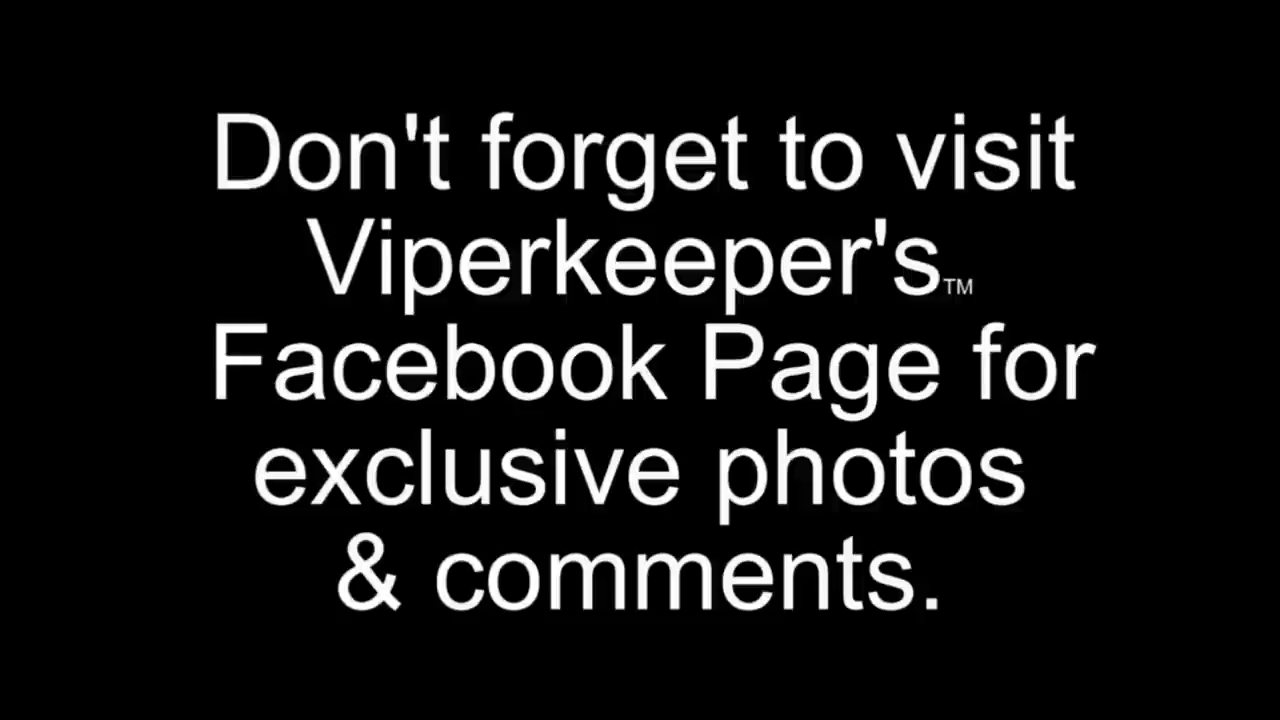 Don't forget to visit
Viperkeeper's™
Facebook Page for
exclusive photos
& comments.